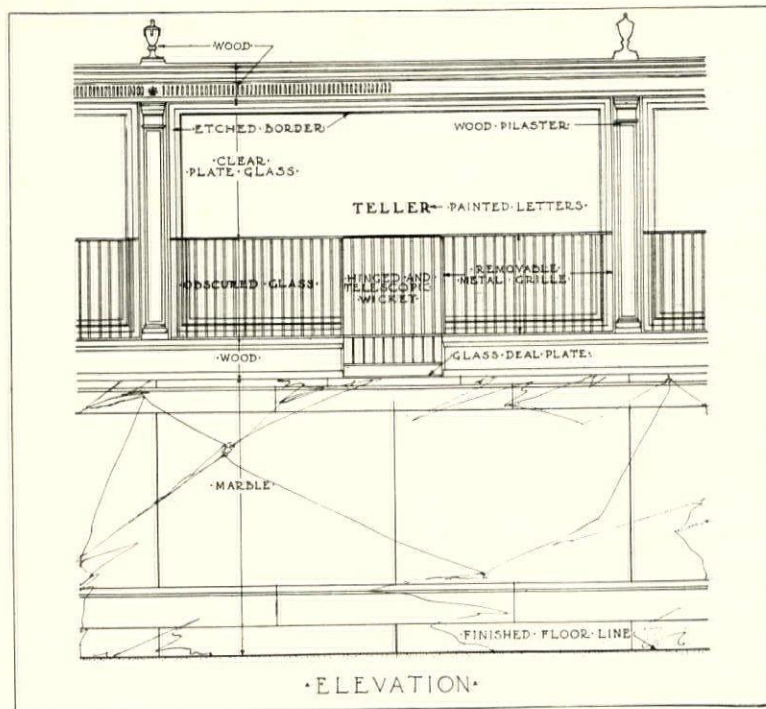 ·WOOD·
·ETCHED·BORDER·
WOOD PILASTER·
·CLEAR·
·PLATE·GLASS·
TELLER
·PAINTED·LETTERS·
·OBSCURED GLASS·
·HINGED·AND·
TELESCOPIC
·WICKET·
·REMOVABLE·
METAL·GRILLE·
·WOOD·
·GLASS·DEAL·PLATE·
·MARBLE·
·FINISHED·FLOOR·LINE·
·ELEVATION·